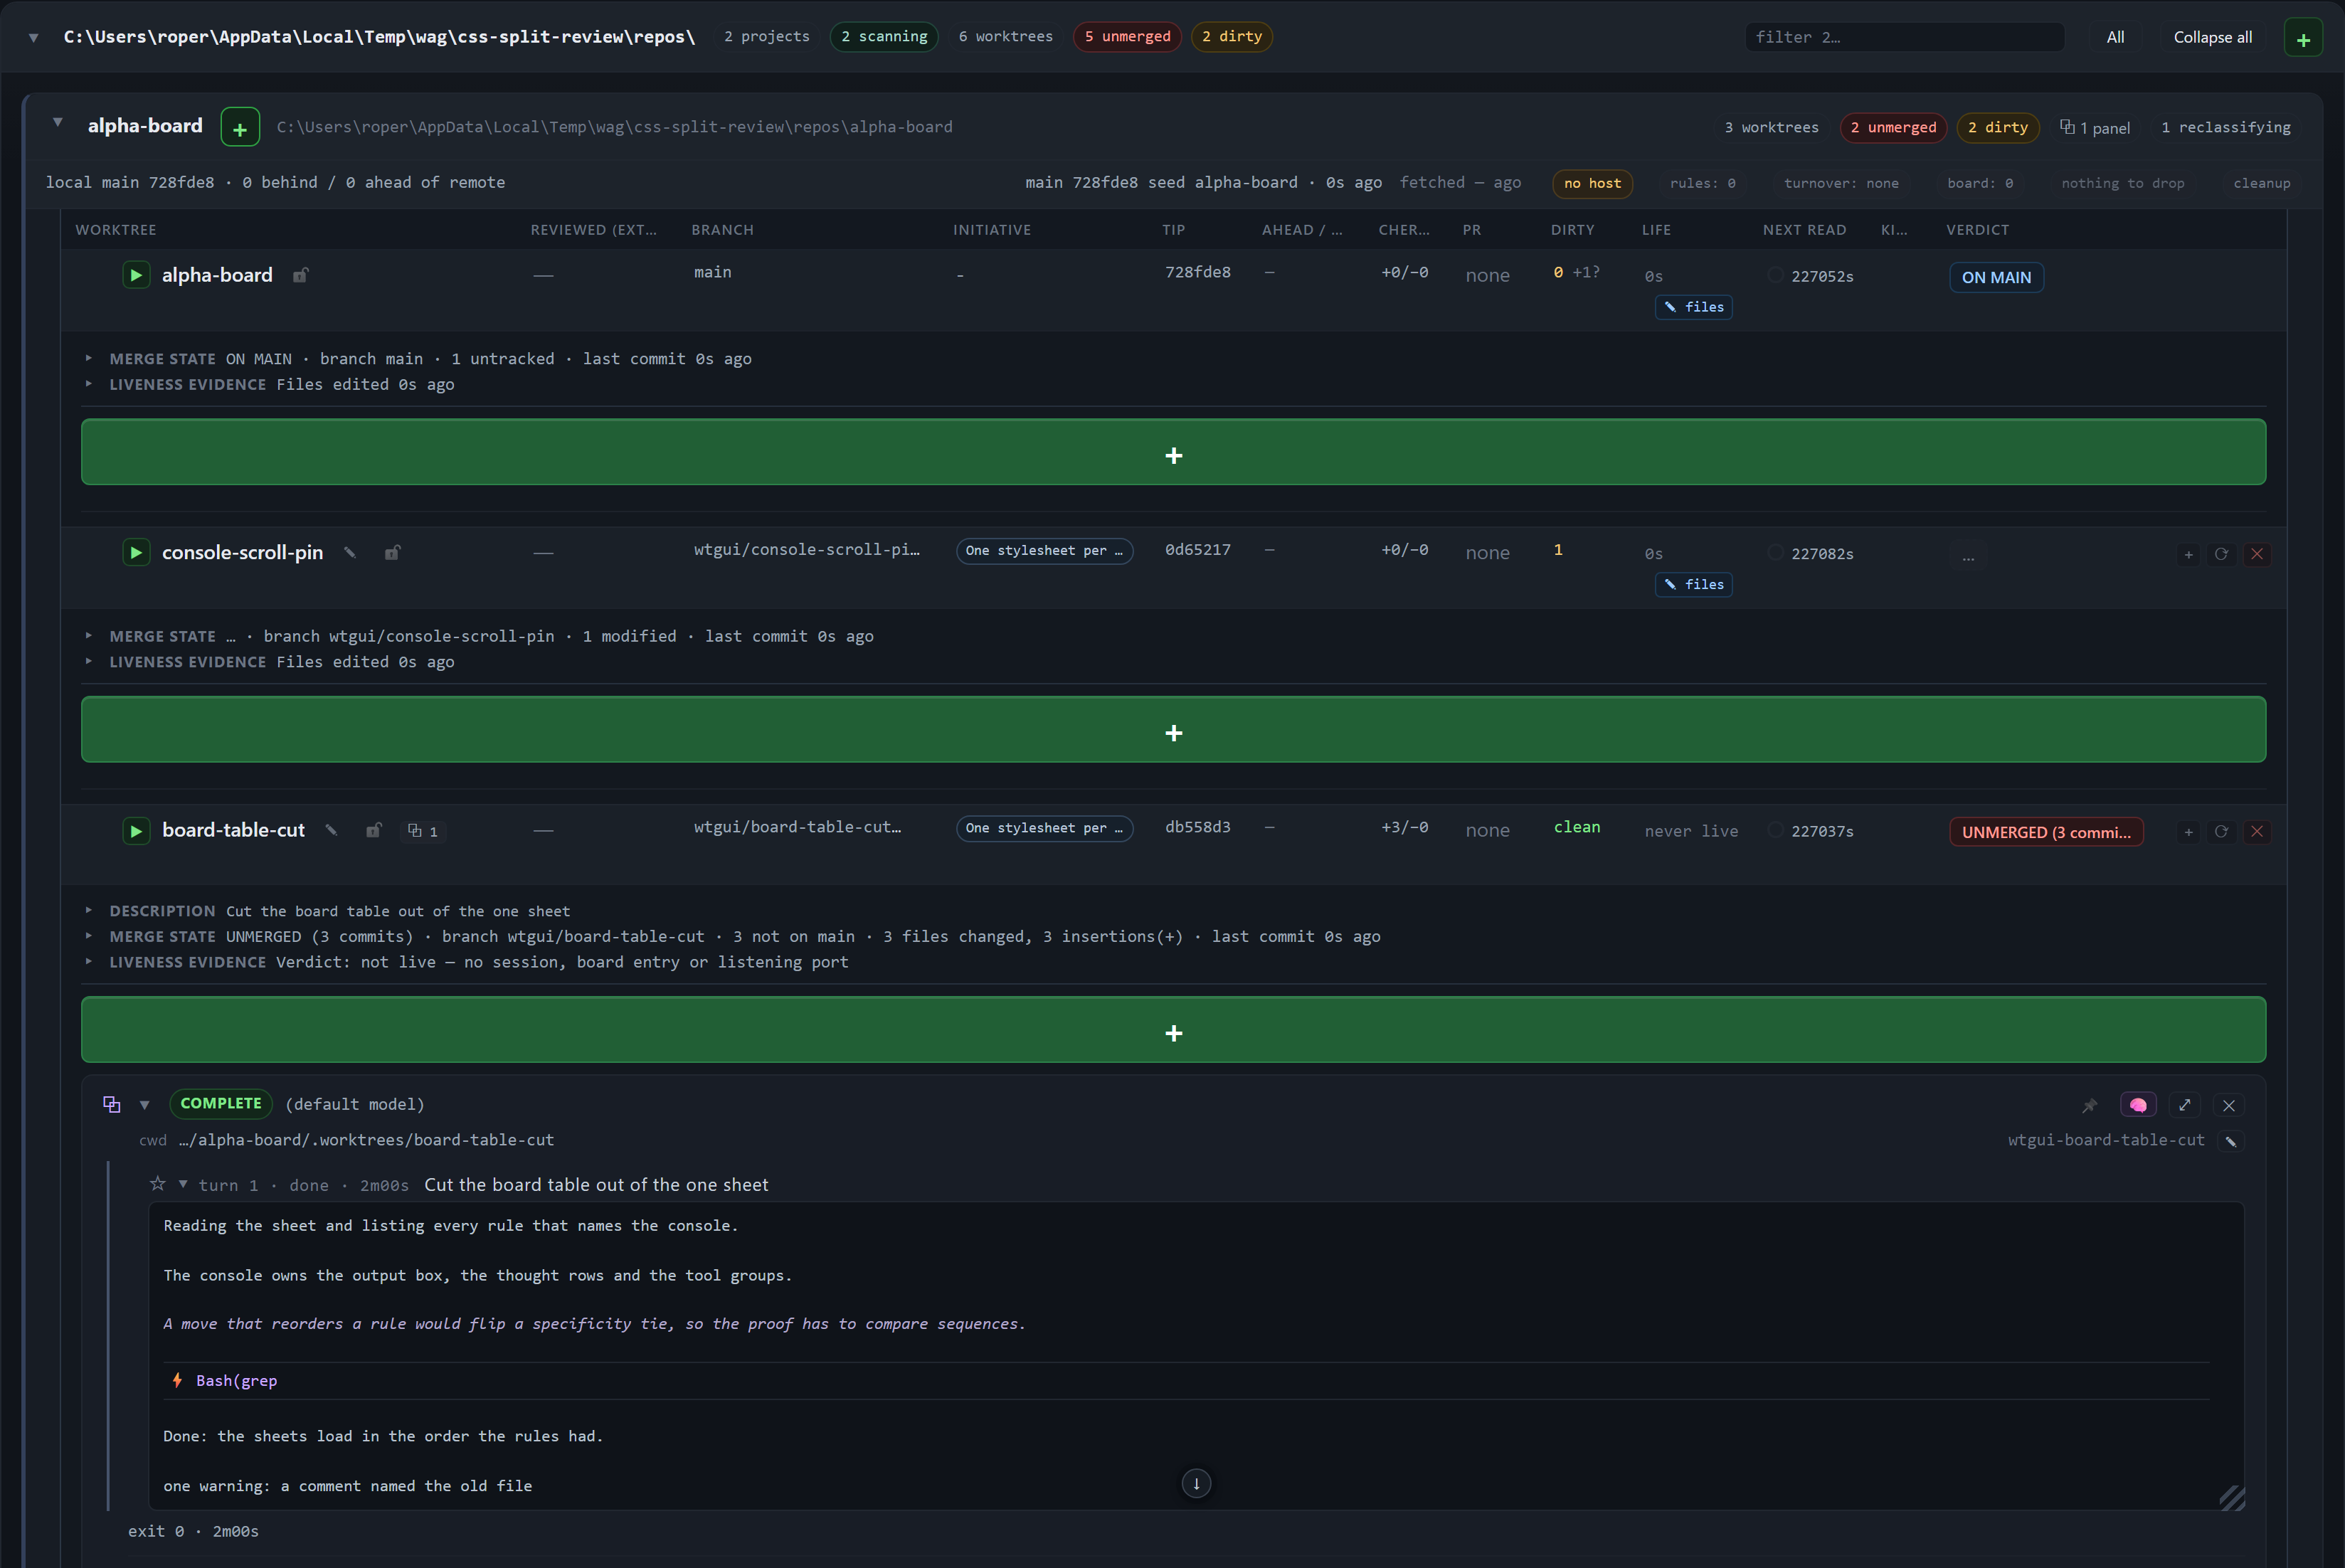 C:\Users\roper\AppData\Local\Temp\wag\css-split-review\repos\ 2 projects 2 scanning 6 worktrees 5 unmerged 2 dirty filter 2… All Collapse all +
alpha-board + C:\Users\roper\AppData\Local\Temp\wag\css-split-review\repos\alpha-board 3 worktrees 2 unmerged 2 dirty 1 panel 1 reclassifying
local main 728fde8 · 0 behind / 0 ahead of remote main 728fde8 seed alpha-board · 0s ago fetched — ago no host rules: 0 turnover: none board: 0 nothing to drop cleanup
WORKTREE REVIEWED (EXT… BRANCH INITIATIVE TIP AHEAD / … CHER… PR DIRTY LIFE NEXT READ KI… VERDICT
alpha-board — main - 728fde8 — +0/−0 none 0 +1? 0s 227052s ON MAIN
files
MERGE STATE ON MAIN · branch main · 1 untracked · last commit 0s ago
LIVENESS EVIDENCE Files edited 0s ago
+
console-scroll-pin — wtgui/console-scroll-pi… One stylesheet per … 0d65217 — +0/−0 none 1 0s 227082s … +
files
MERGE STATE … · branch wtgui/console-scroll-pin · 1 modified · last commit 0s ago
LIVENESS EVIDENCE Files edited 0s ago
+
board-table-cut 1 — wtgui/board-table-cut… One stylesheet per … db558d3 — +3/−0 none clean never live 227037s UNMERGED (3 commi… +
DESCRIPTION Cut the board table out of the one sheet
MERGE STATE UNMERGED (3 commits) · branch wtgui/board-table-cut · 3 not on main · 3 files changed, 3 insertions(+) · last commit 0s ago
LIVENESS EVIDENCE Verdict: not live — no session, board entry or listening port
+
COMPLETE (default model)
cwd …/alpha-board/.worktrees/board-table-cut wtgui-board-table-cut
turn 1 · done · 2m00s Cut the board table out of the one sheet
Reading the sheet and listing every rule that names the console.
The console owns the output box, the thought rows and the tool groups.
A move that reorders a rule would flip a specificity tie, so the proof has to compare sequences.
Bash(grep
Done: the sheets load in the order the rules had.
one warning: a comment named the old file
exit 0 · 2m00s